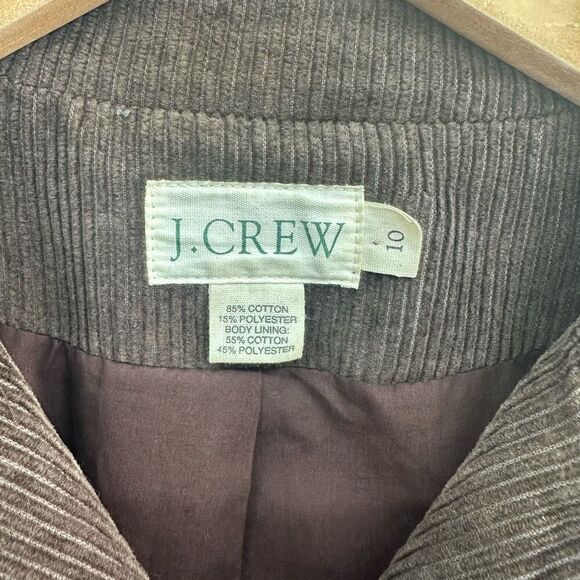 J.CREW
10
85% COTTON
15% POLYESTER
BODY LINING:
55% COTTON
45% POLYESTER